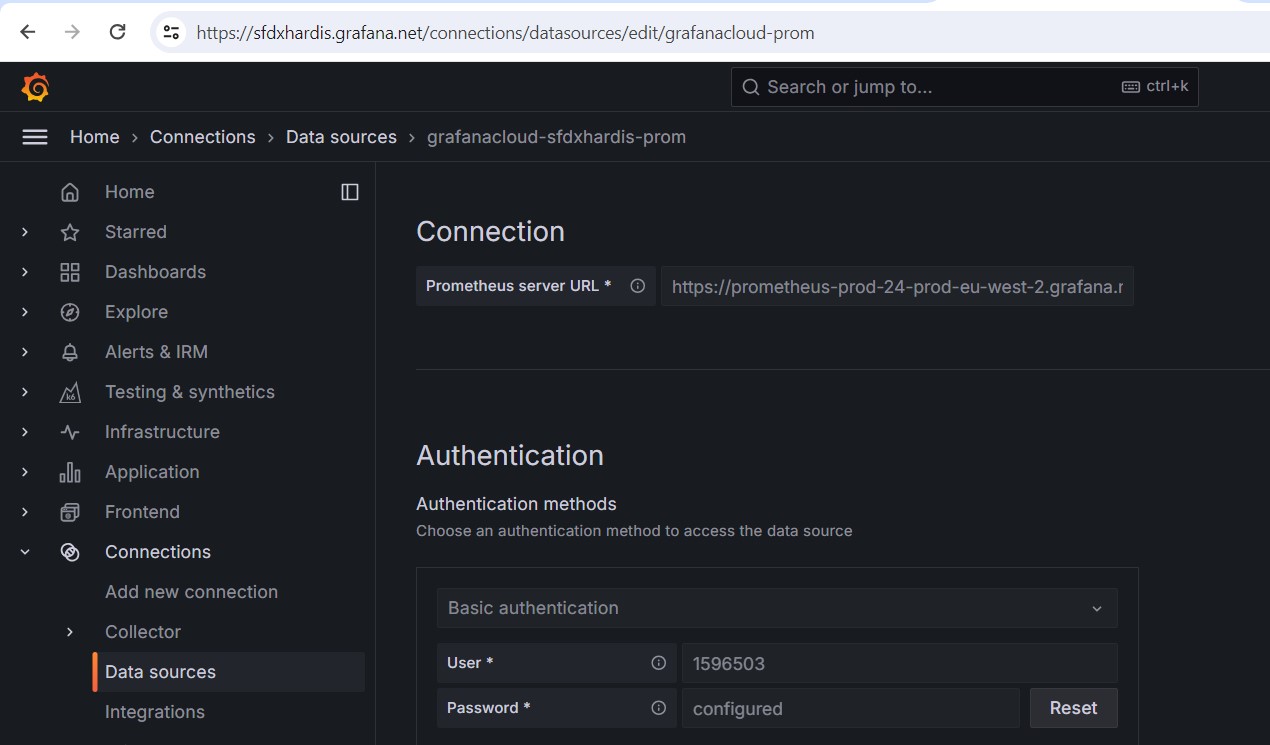 https://sfdxhardis.grafana.net/connections/datasources/edit/grafanacloud-prom
Search or jump to... ctrl+k
Home › Connections › Data sources › grafanacloud-sfdxhardis-prom
Home
Starred
Dashboards
Explore
Alerts & IRM
Testing & synthetics
Infrastructure
Application
Frontend
Connections
Add new connection
Collector
Data sources
Integrations
Connection
Prometheus server URL * https://prometheus-prod-24-prod-eu-west-2.grafana.r
Authentication
Authentication methods
Choose an authentication method to access the data source
Basic authentication
User * 1596503
Password * configured Reset